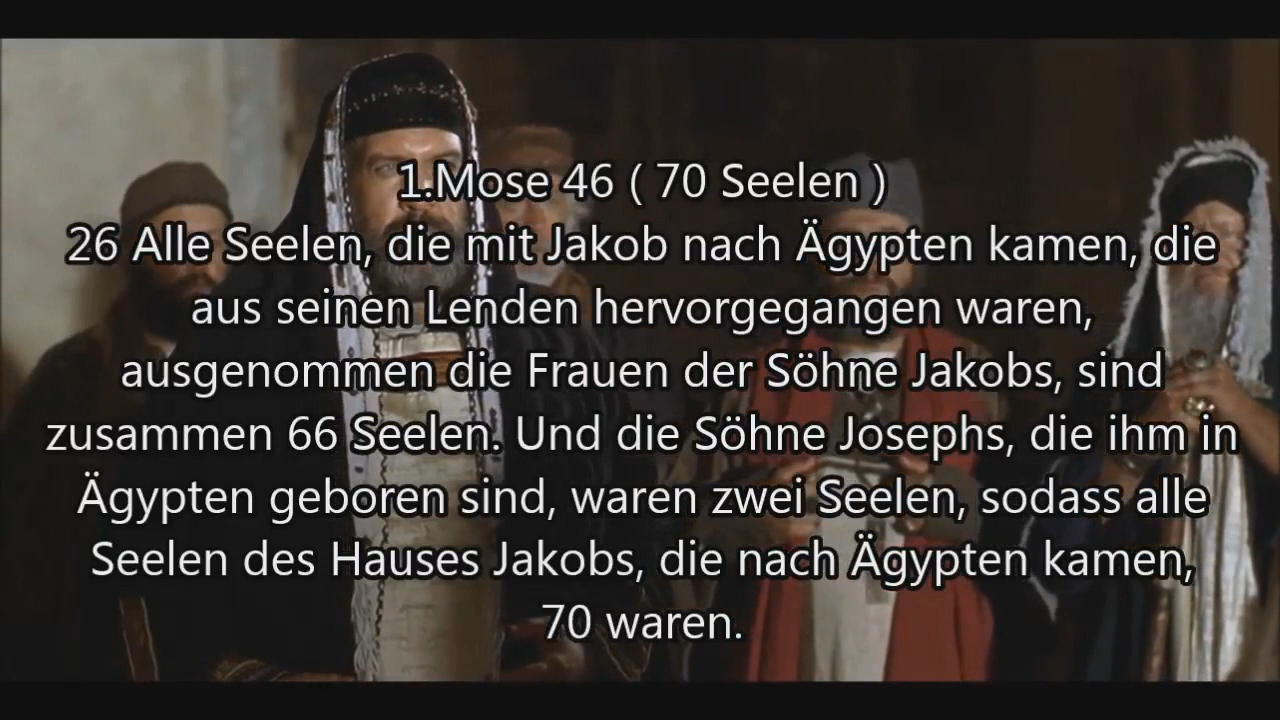 1.Mose 46 ( 70 Seelen )
26 Alle Seelen, die mit Jakob nach Ägypten kamen, die
aus seinen Lenden hervorgegangen waren,
ausgenommen die Frauen der Söhne Jakobs, sind
zusammen 66 Seelen. Und die Söhne Josephs, die ihm in
Ägypten geboren sind, waren zwei Seelen, sodass alle
Seelen des Hauses Jakobs, die nach Ägypten kamen,
70 waren.